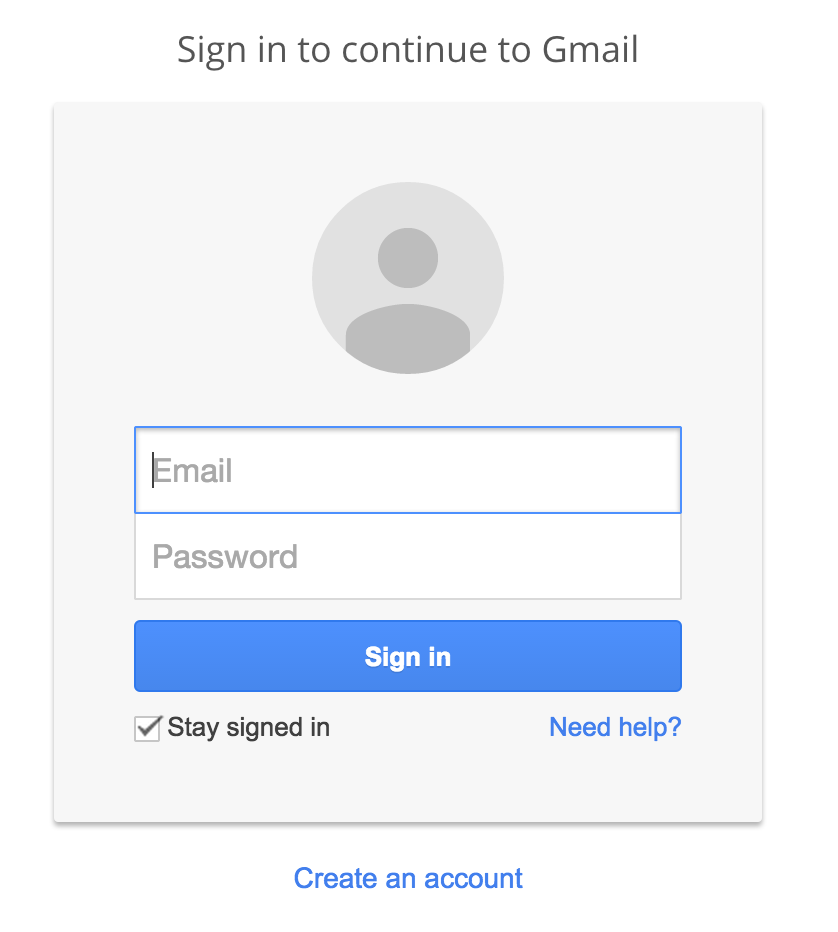 Sign in to continue to Gmail
Email
Password
Sign in
Stay signed in Need help?
Create an account